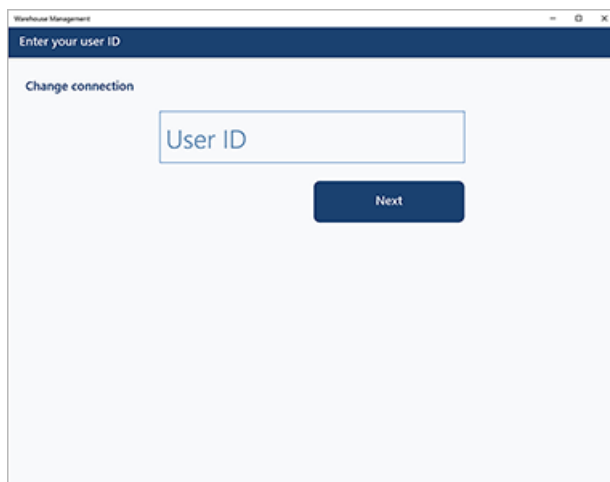 Warehouse Management
Enter your user ID
Change connection
User ID
Next